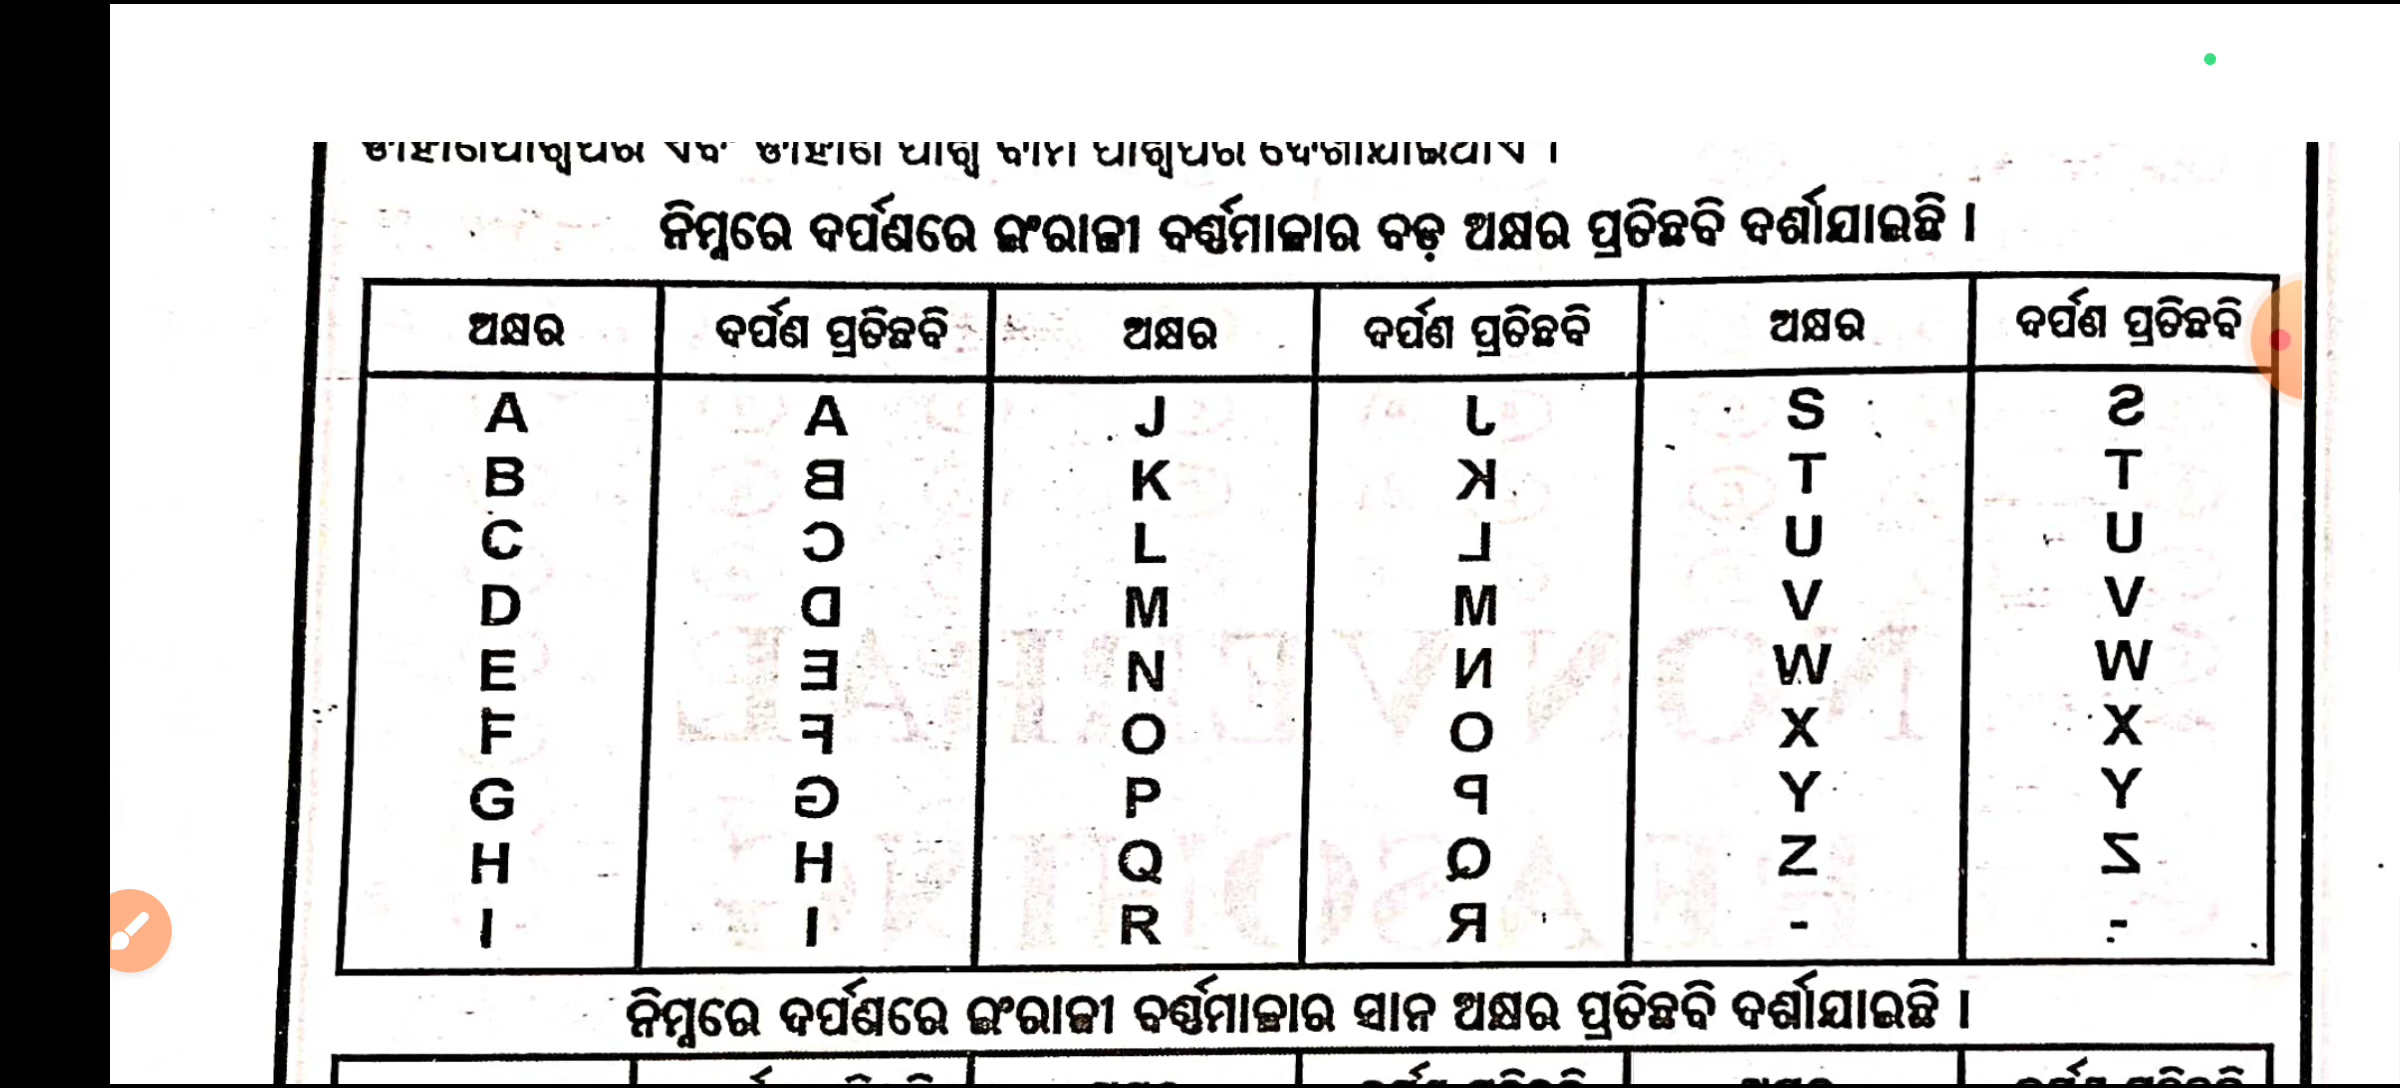 ନିମ୍ନରେ ଦର୍ପଣରେ ଇଂରାଜୀ ବର୍ଣ୍ଣମାଳାର ବଡ଼ ଅକ୍ଷର ପ୍ରତିଛବି ଦର୍ଶାଯାଇଛି ।
ଅକ୍ଷର ଦର୍ପଣ ପ୍ରତିଛବି ଅକ୍ଷର ଦର୍ପଣ ପ୍ରତିଛବି ଅକ୍ଷର ଦର୍ପଣ ପ୍ରତିଛବି
A A J J S S
B B K K T T
C C L L U U
D D M M V V
E E N N W W
F F O O X X
G G P P Y Y
H H Q Q Z Z
I I R R - -
ନିମ୍ନରେ ଦର୍ପଣରେ ଇଂରାଜୀ ବର୍ଣ୍ଣମାଳାର ସାନ ଅକ୍ଷର ପ୍ରତିଛବି ଦର୍ଶାଯାଇଛି ।